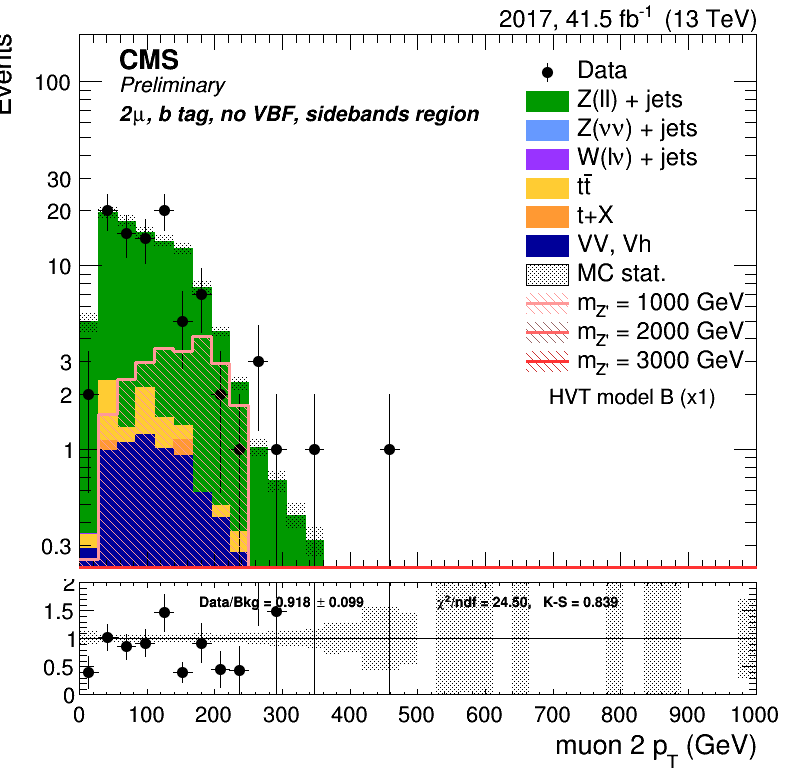 2017, 41.5 fb⁻¹ (13 TeV)
Events
CMS
Preliminary
2μ, b tag, no VBF, sidebands region
Data
Z(ll) + jets
Z(νν) + jets
W(lν) + jets
tt̄
t+X
VV, Vh
MC stat.
m_Z' = 1000 GeV
m_Z' = 2000 GeV
m_Z' = 3000 GeV
HVT model B (x1)
100
30
20
10
3
2
1
0.3
Data/Bkg = 0.918 ± 0.099
χ²/ndf = 24.50, K-S = 0.839
2
1.5
1
0.5
0
0 100 200 300 400 500 600 700 800 900 1000
muon 2 p_T (GeV)